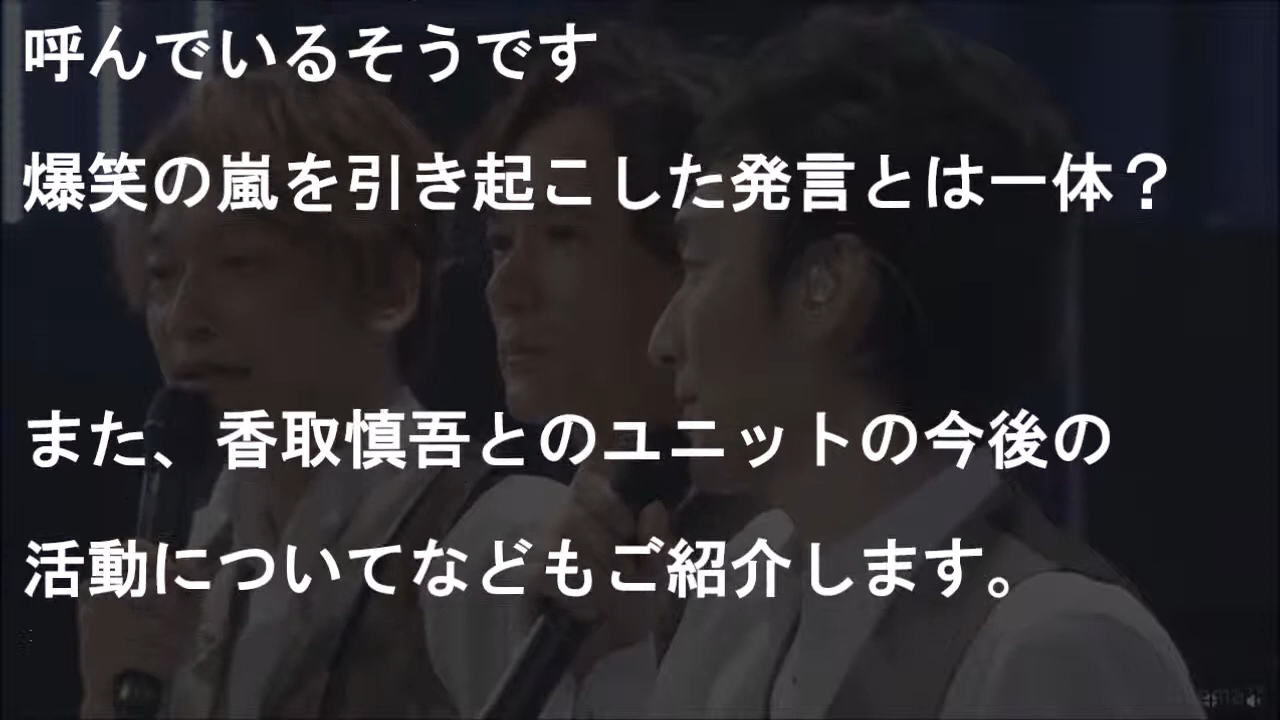 呼んでいるそうです
爆笑の嵐を引き起こした発言とは一体？
また、香取慎吾とのユニットの今後の
活動についてなどもご紹介します。